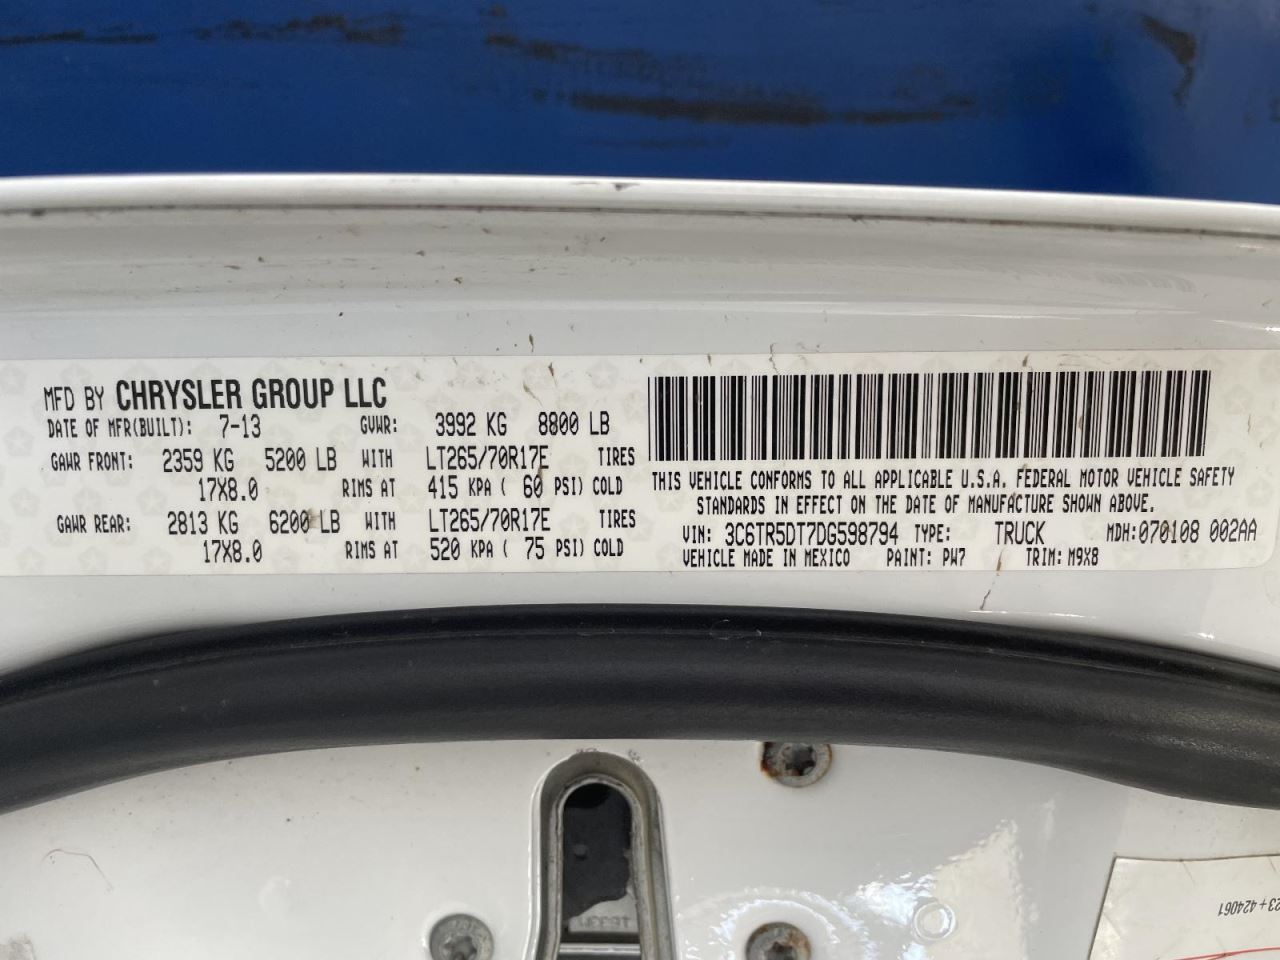 MFD BY CHRYSLER GROUP LLC
DATE OF MFR(BUILT): 7-13 GVWR: 3992 KG 8800 LB
GAWR FRONT: 2359 KG 5200 LB WITH LT265/70R17E TIRES
17X8.0 RIMS AT 415 KPA ( 60 PSI) COLD
GAWR REAR: 2813 KG 6200 LB WITH LT265/70R17E TIRES
17X8.0 RIMS AT 520 KPA ( 75 PSI) COLD
THIS VEHICLE CONFORMS TO ALL APPLICABLE U.S.A. FEDERAL MOTOR VEHICLE SAFETY
STANDARDS IN EFFECT ON THE DATE OF MANUFACTURE SHOWN ABOVE.
VIN: 3C6TR5DT7DG598794 TYPE: TRUCK MDH: 070108 002AA
VEHICLE MADE IN MEXICO PAINT: PW7 TRIM: M9X8
23 + 424061